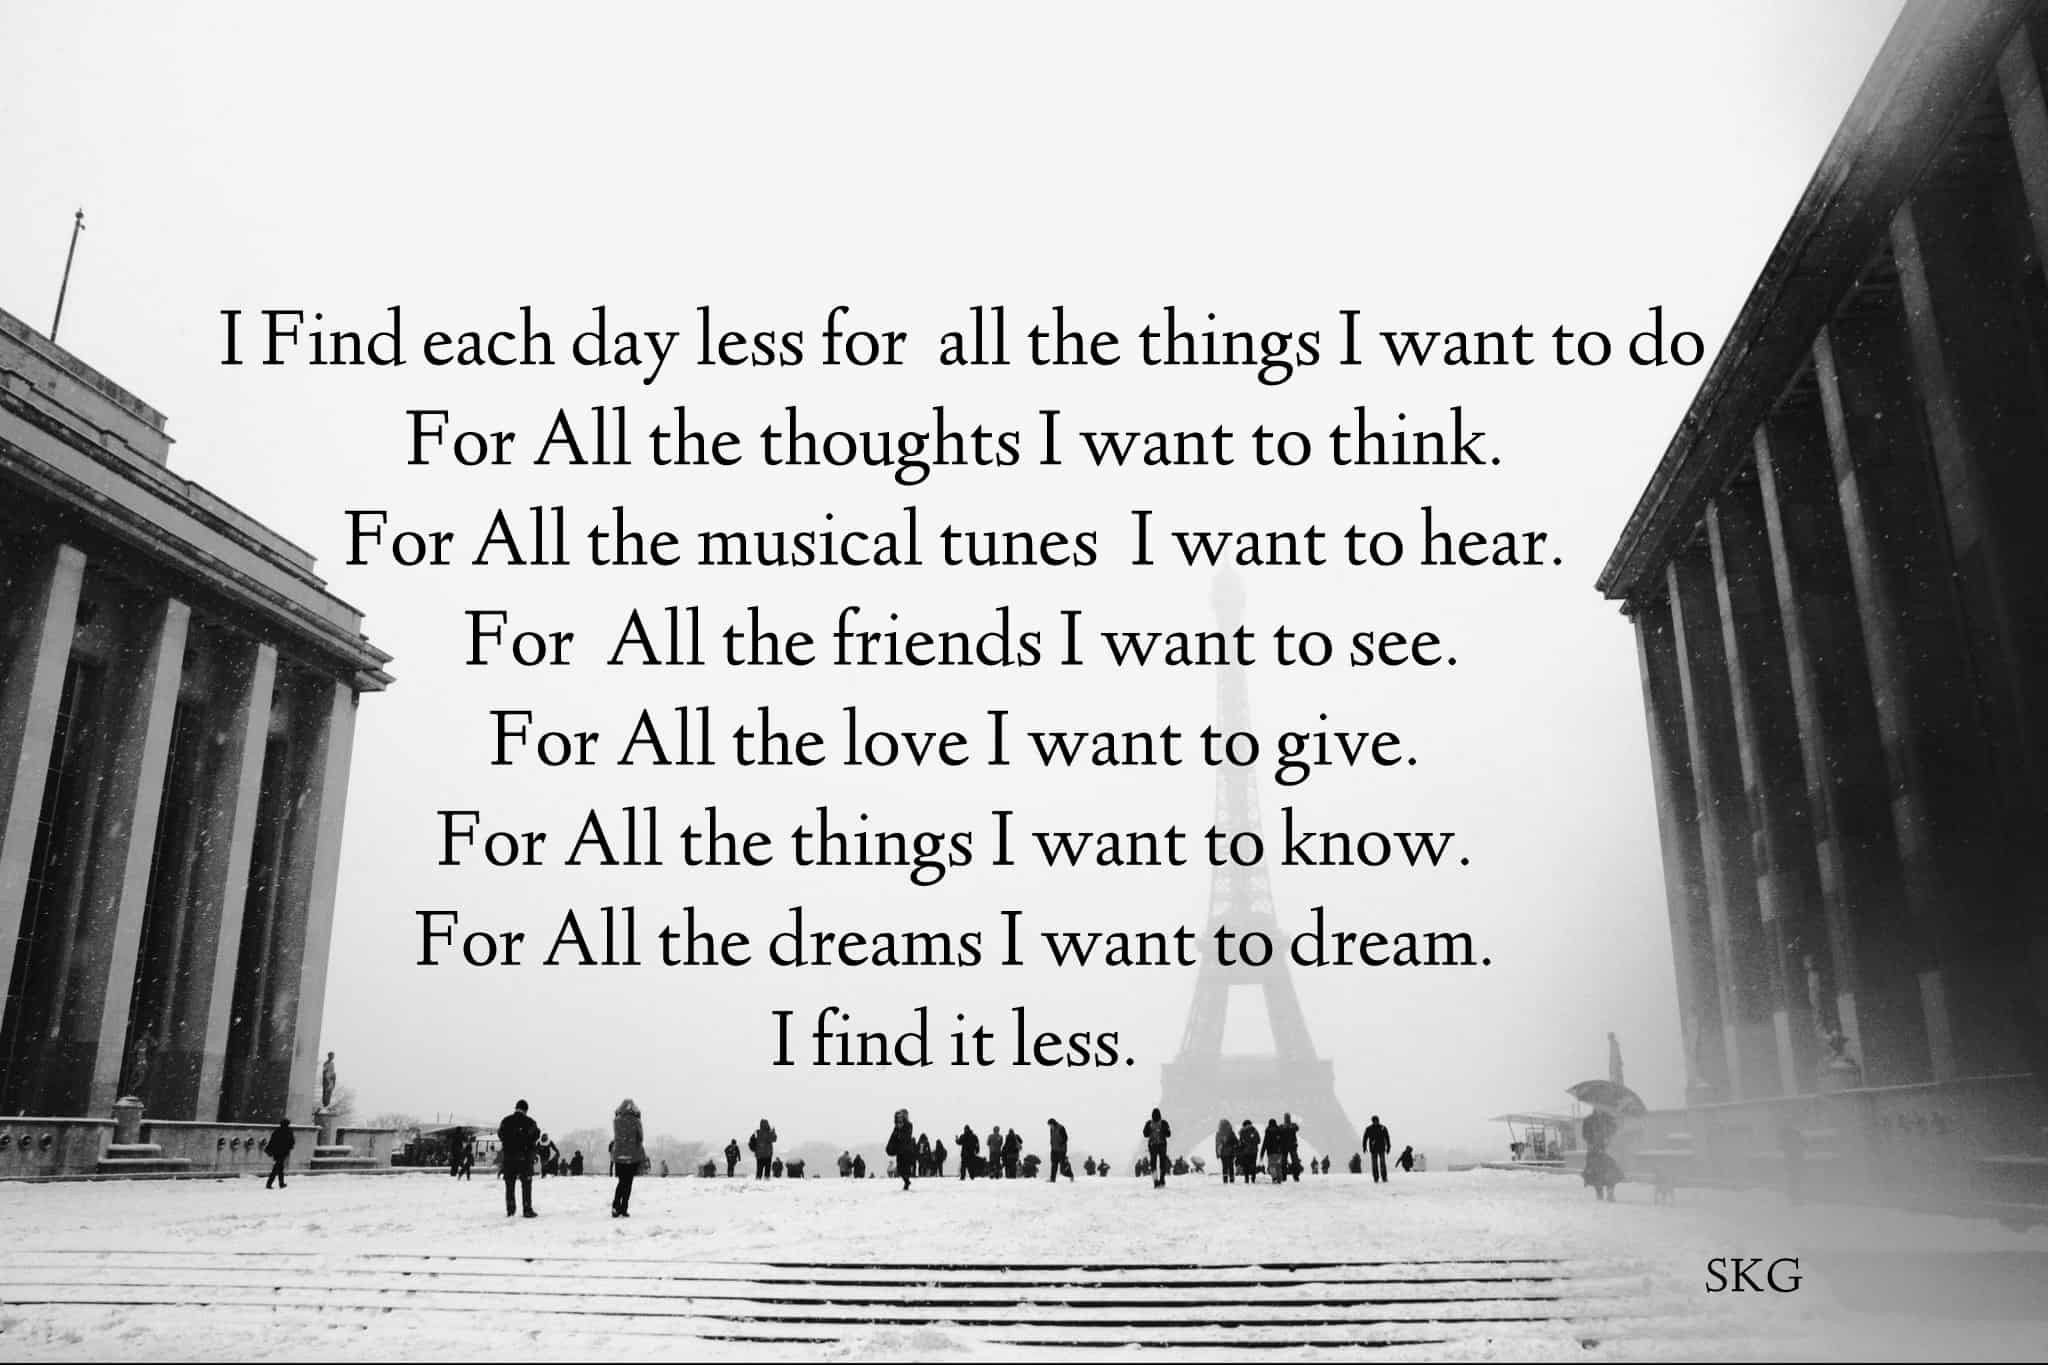 I Find each day less for all the things I want to do
For All the thoughts I want to think.
For All the musical tunes I want to hear.
For All the friends I want to see.
For All the love I want to give.
For All the things I want to know.
For All the dreams I want to dream.
I find it less.
SKG